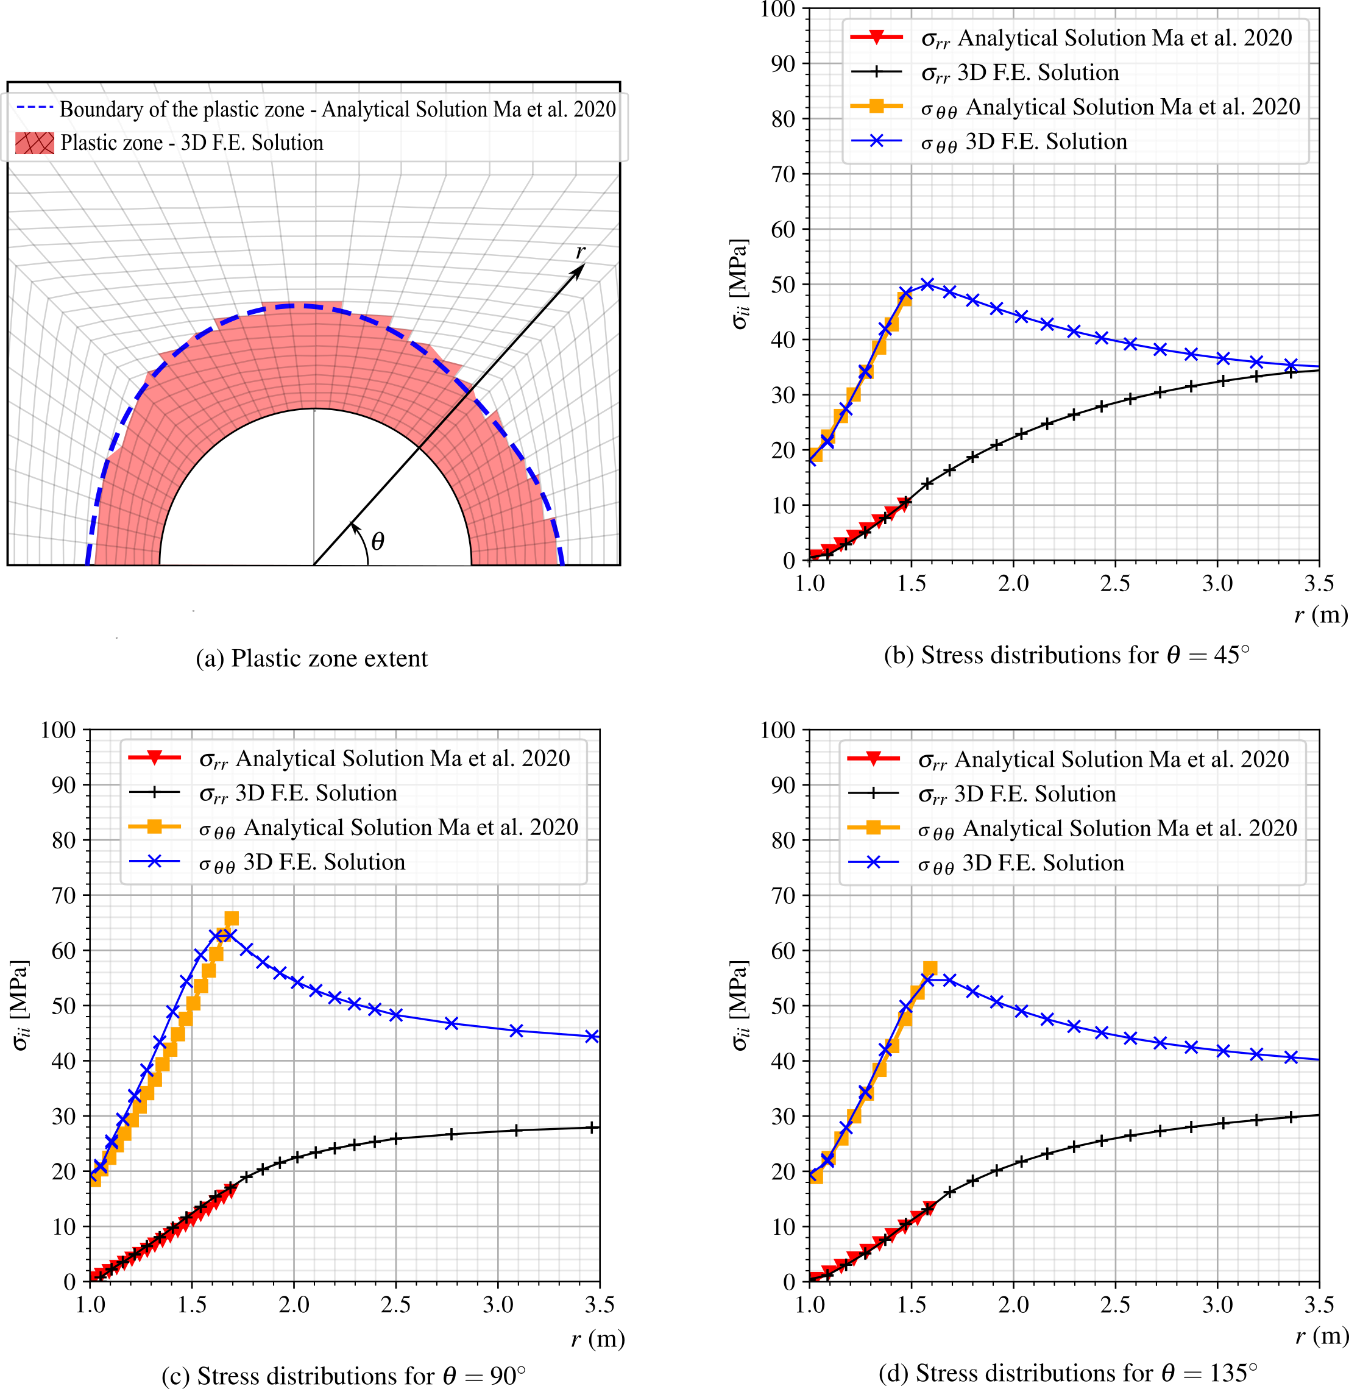 Boundary of the plastic zone - Analytical Solution Ma et al. 2020
Plastic zone - 3D F.E. Solution
r
θ
(a) Plastic zone extent
100
90
80
70
60
50
40
30
20
10
0
σii [MPa]
σrr Analytical Solution Ma et al. 2020
σrr 3D F.E. Solution
σθθ Analytical Solution Ma et al. 2020
σθθ 3D F.E. Solution
1.0 1.5 2.0 2.5 3.0 3.5
r (m)
(b) Stress distributions for θ = 45°
100
90
80
70
60
50
40
30
20
10
0
σii [MPa]
σrr Analytical Solution Ma et al. 2020
σrr 3D F.E. Solution
σθθ Analytical Solution Ma et al. 2020
σθθ 3D F.E. Solution
1.0 1.5 2.0 2.5 3.0 3.5
r (m)
(c) Stress distributions for θ = 90°
100
90
80
70
60
50
40
30
20
10
0
σii [MPa]
σrr Analytical Solution Ma et al. 2020
σrr 3D F.E. Solution
σθθ Analytical Solution Ma et al. 2020
σθθ 3D F.E. Solution
1.0 1.5 2.0 2.5 3.0 3.5
r (m)
(d) Stress distributions for θ = 135°